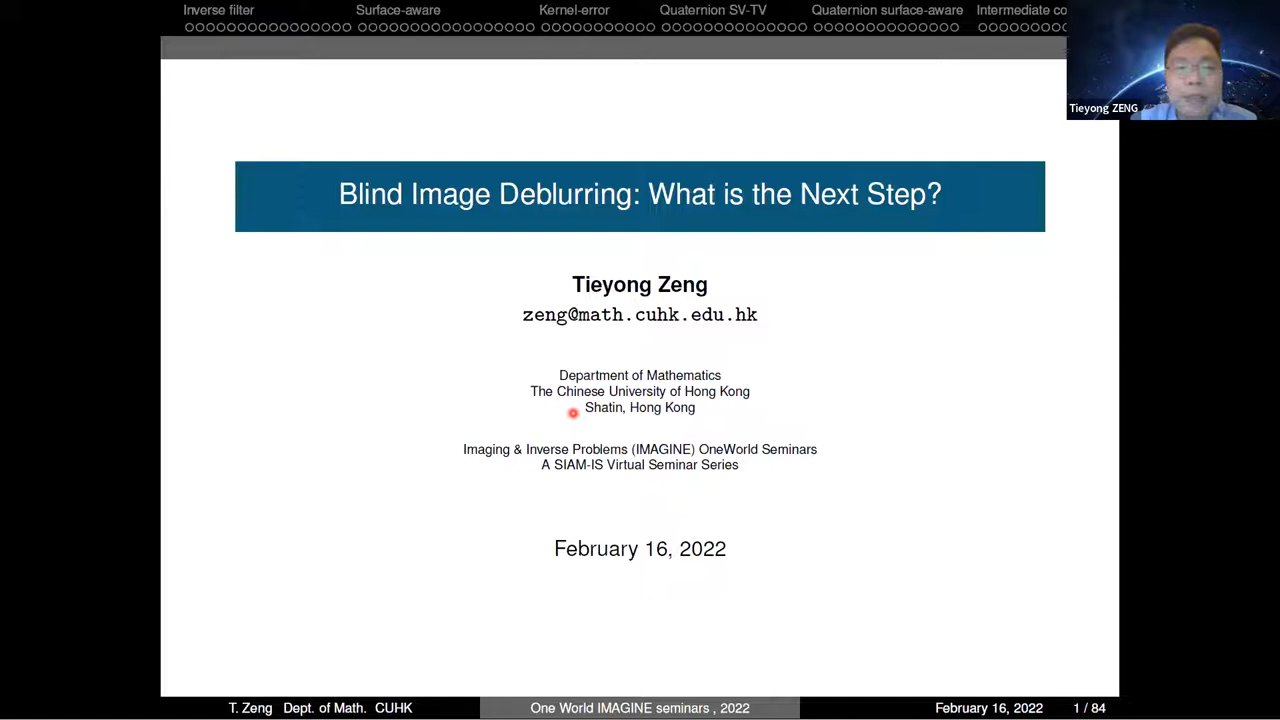 Inverse filter Surface-aware Kernel-error Quaternion SV-TV Quaternion surface-aware Intermediate co
Tieyong ZENG
Blind Image Deblurring: What is the Next Step?
Tieyong Zeng
zeng@math.cuhk.edu.hk
Department of Mathematics
The Chinese University of Hong Kong
Shatin, Hong Kong
Imaging & Inverse Problems (IMAGINE) OneWorld Seminars
A SIAM-IS Virtual Seminar Series
February 16, 2022
T. Zeng Dept. of Math. CUHK One World IMAGINE seminars , 2022 February 16, 2022 1 / 84